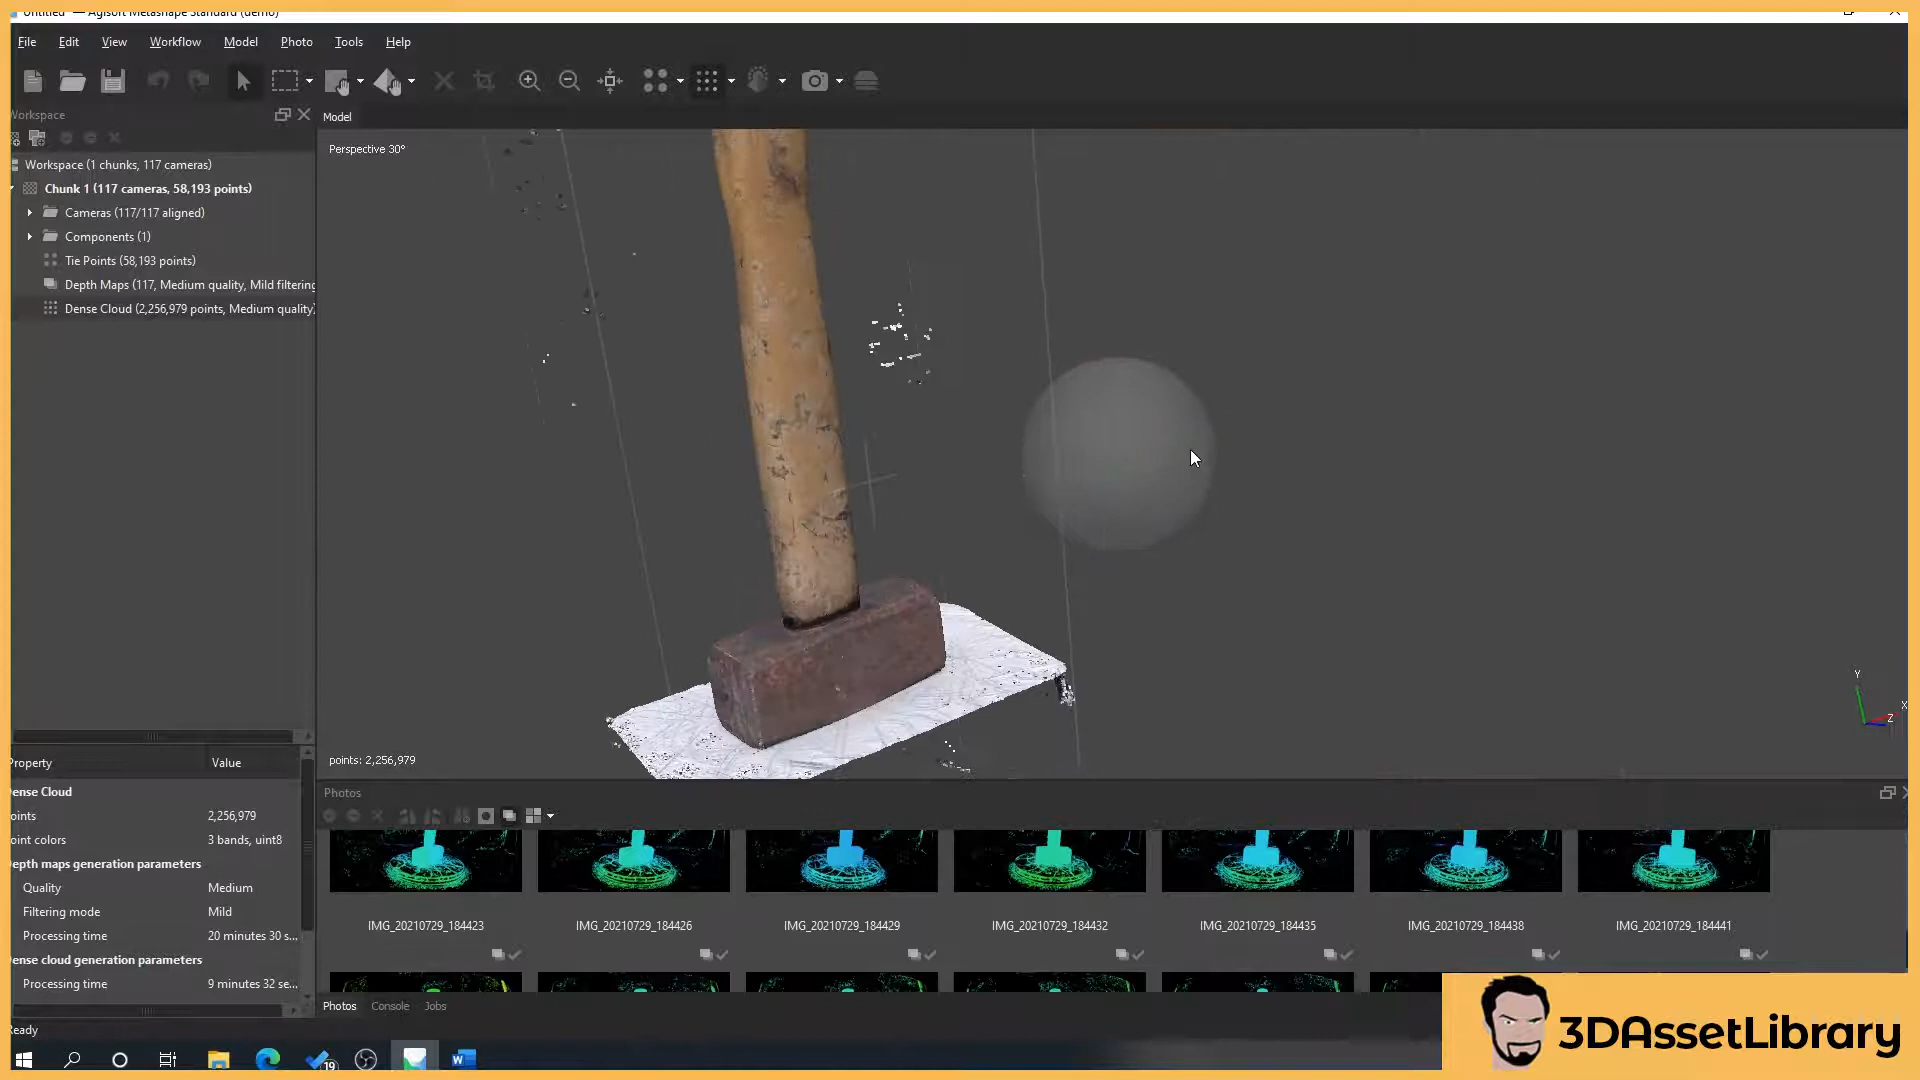 Untitled — Agisoft Metashape Standard (demo)
File Edit View Workflow Model Photo Tools Help
Workspace
Model
Workspace (1 chunks, 117 cameras)
Chunk 1 (117 cameras, 58,193 points)
Cameras (117/117 aligned)
Components (1)
Tie Points (58,193 points)
Depth Maps (117, Medium quality, Mild filtering
Dense Cloud (2,256,979 points, Medium quality)
Perspective 30°
Y
X
Z
points: 2,256,979
Property Value
Dense Cloud
oints 2,256,979
oint colors 3 bands, uint8
epth maps generation parameters
Quality Medium
Filtering mode Mild
Processing time 20 minutes 30 s...
ense cloud generation parameters
Processing time 9 minutes 32 se...
Photos
IMG_20210729_184423 IMG_20210729_184426 IMG_20210729_184429 IMG_20210729_184432 IMG_20210729_184435 IMG_20210729_184438 IMG_20210729_184441
Photos Console Jobs
Ready
19
W
3DAssetLibrary